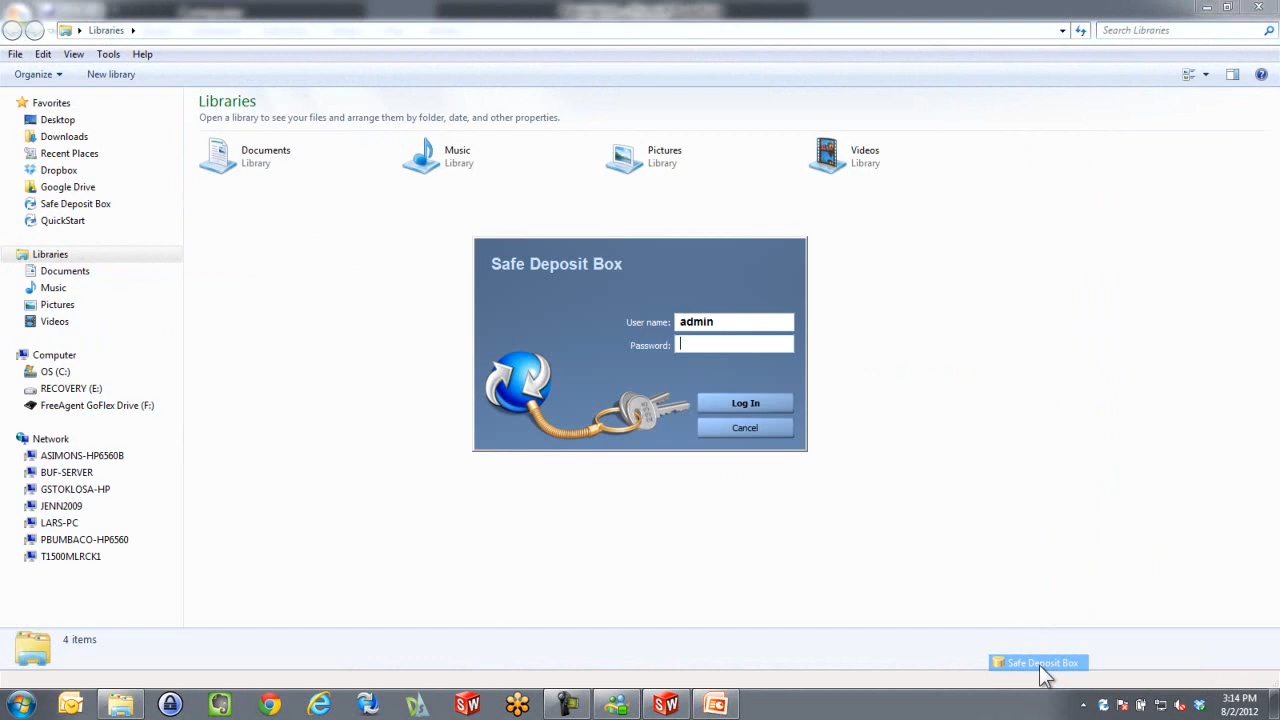 Libraries
Search Libraries
File Edit View Tools Help
Organize New library
Favorites
Desktop
Downloads
Recent Places
Dropbox
Google Drive
Safe Deposit Box
QuickStart
Libraries
Documents
Music
Pictures
Videos
Computer
OS (C:)
RECOVERY (E:)
FreeAgent GoFlex Drive (F:)
Network
ASIMONS-HP6560B
BUF-SERVER
GSTOKLOSA-HP
JENN2009
LARS-PC
PBUMBACO-HP6560
T1500MLRCK1
Libraries
Open a library to see your files and arrange them by folder, date, and other properties.
Documents
Library
Music
Library
Pictures
Library
Videos
Library
Safe Deposit Box
User name: admin
Password:
Log In
Cancel
4 items
Safe Deposit Box
SW
SW
3:14 PM
8/2/2012